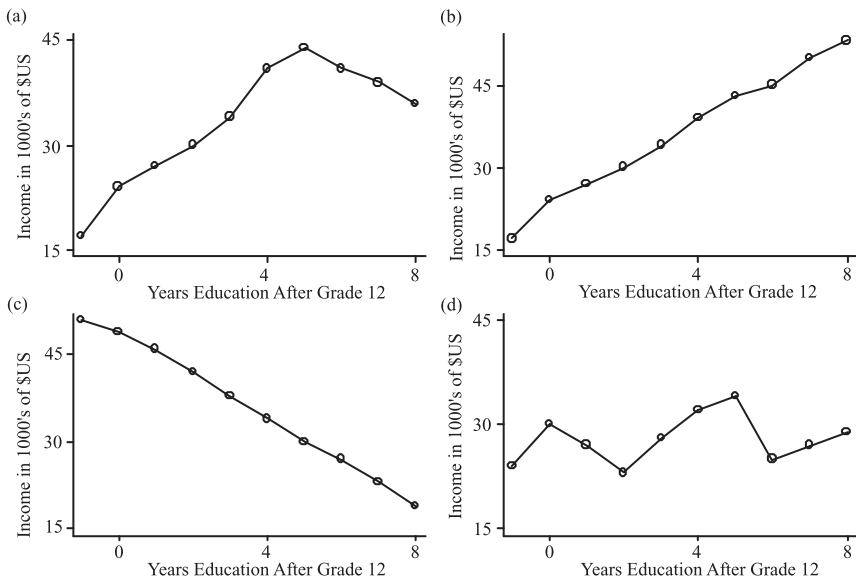 (a)
45
30
15
Income in 1000's of $US
0 4 8
Years Education After Grade 12
(b)
45
30
15
Income in 1000's of $US
0 4 8
Years Education After Grade 12
(c)
45
30
15
Income in 1000's of $US
0 4 8
Years Education After Grade 12
(d)
45
30
15
Income in 1000's of $US
0 4 8
Years Education After Grade 12